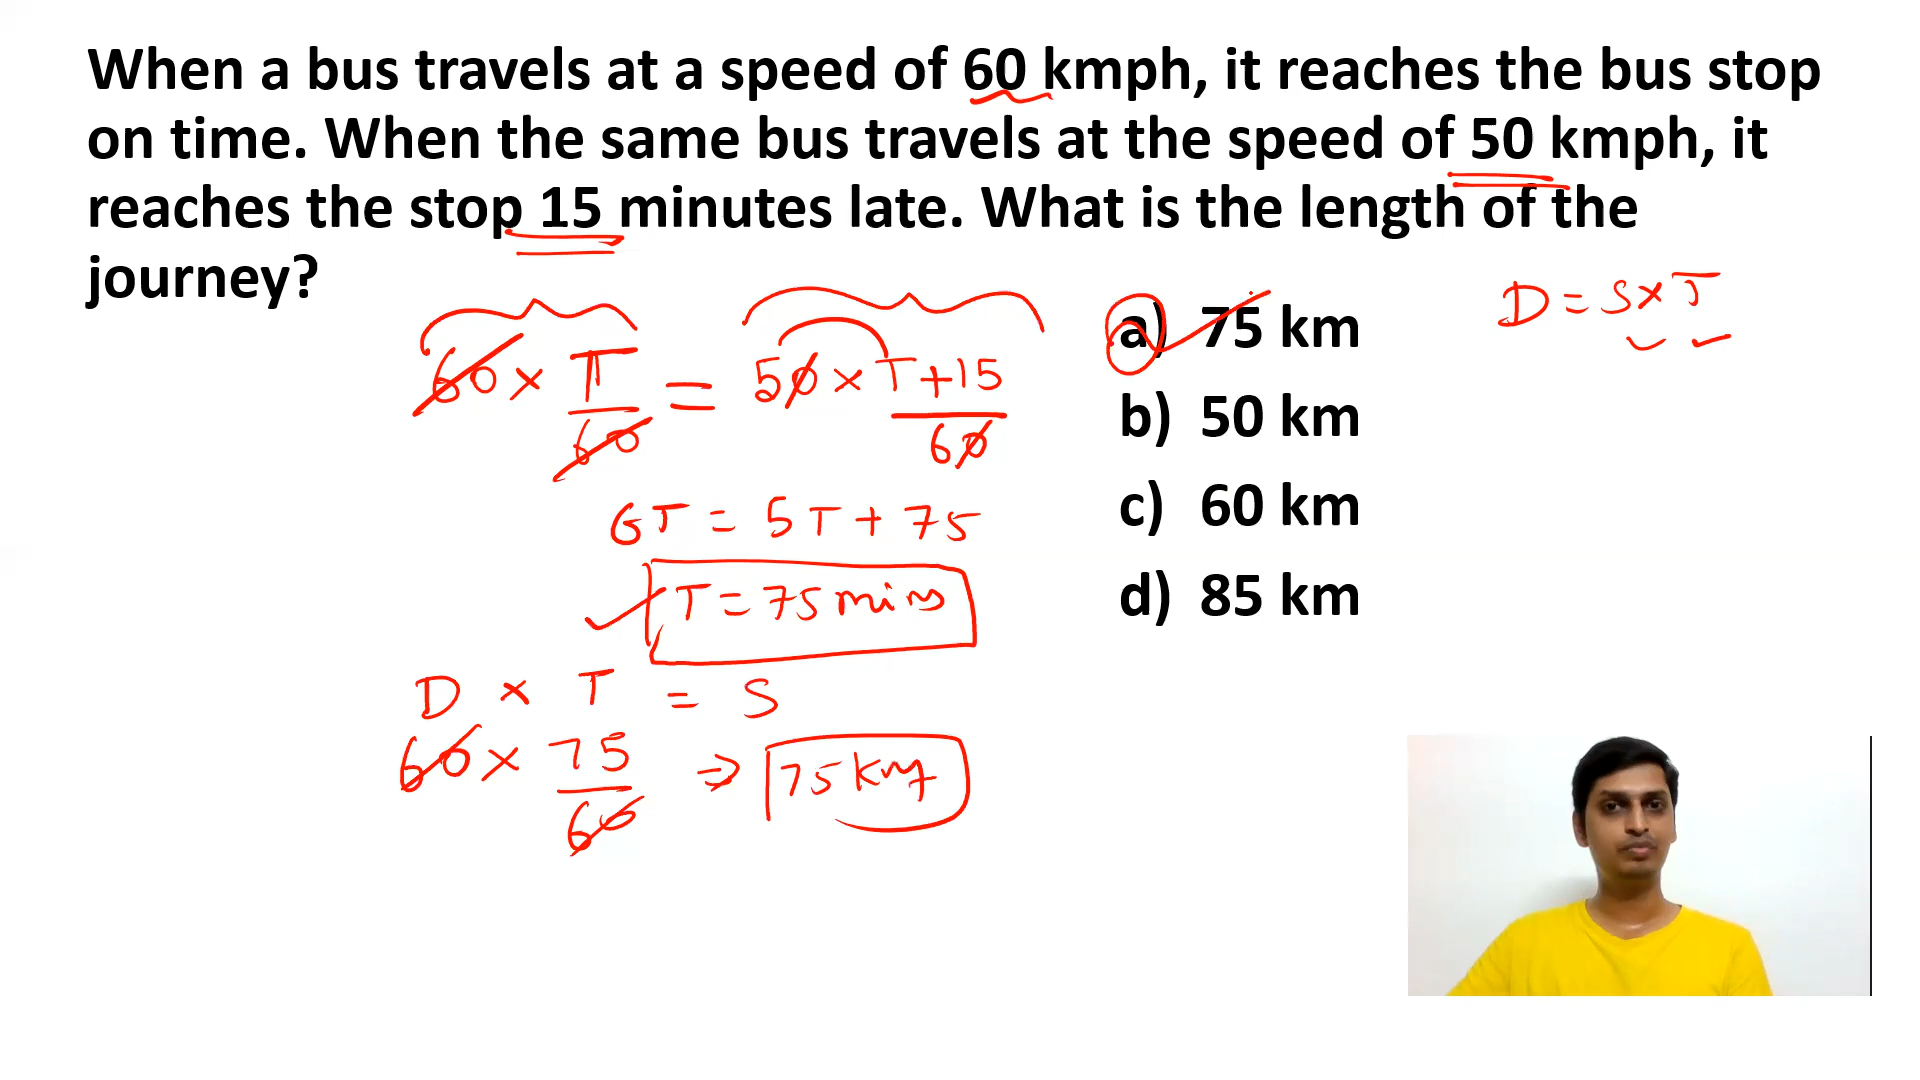 When a bus travels at a speed of 60 kmph, it reaches the bus stop
on time. When the same bus travels at the speed of 50 kmph, it
reaches the stop 15 minutes late. What is the length of the
journey?
D = S × T
a) 75 km
b) 50 km
c) 60 km
d) 85 km
60 × T/60 = 50 × T+15/60
6T = 5T + 75
T = 75 mins
D × T = S
60 × 75/60 ⇒ 75 km